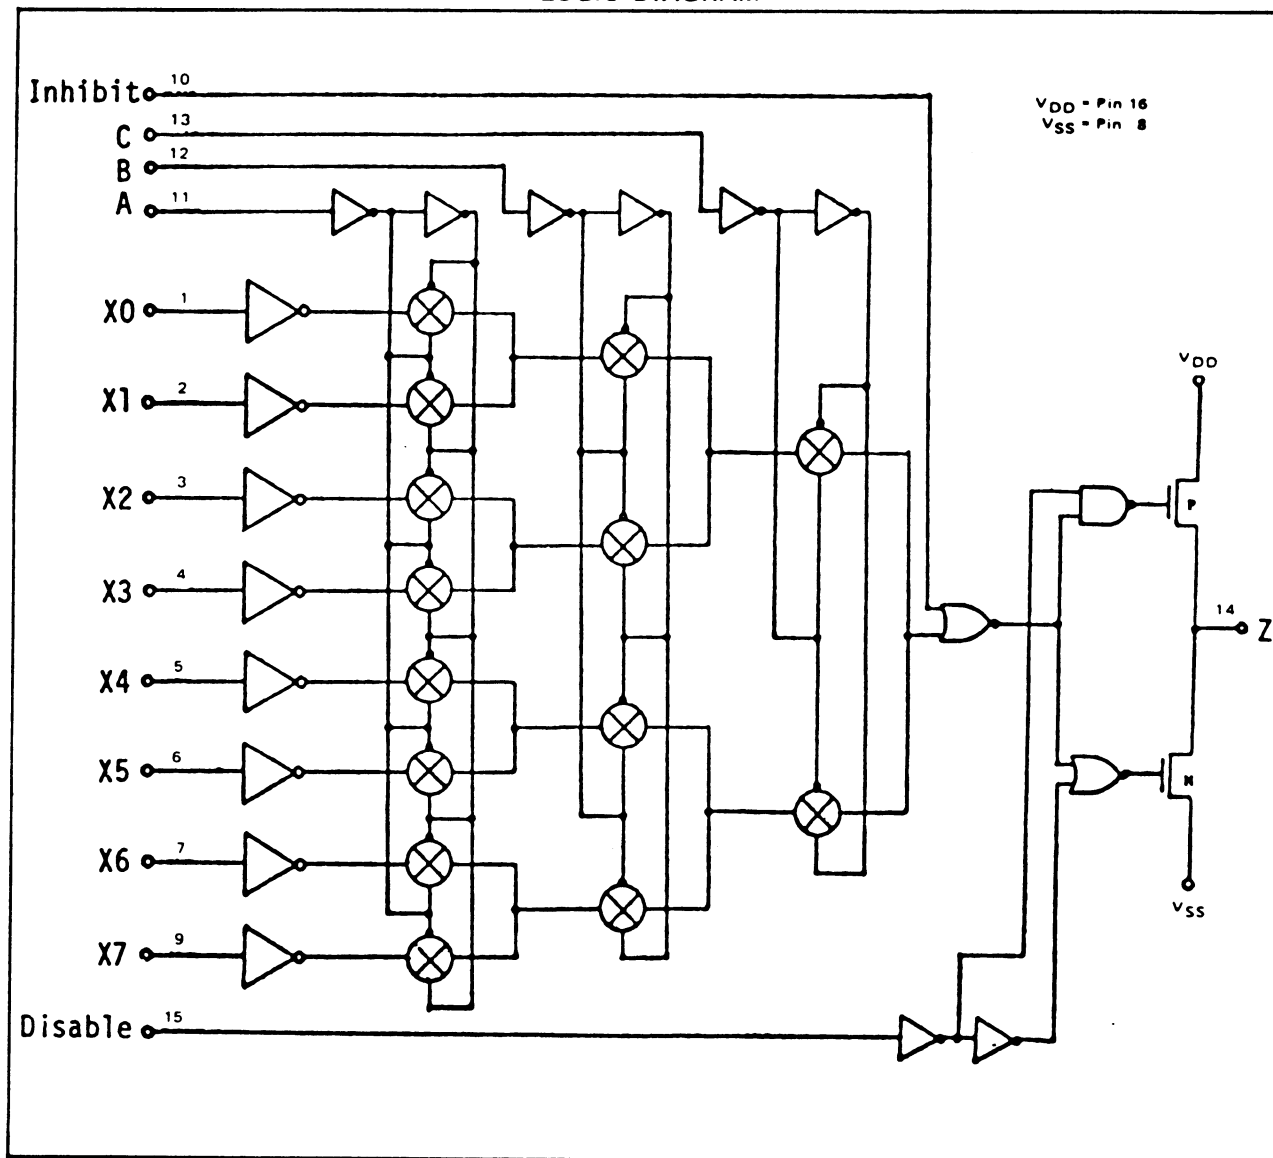 Inhibit 10
VDD = Pin 16
VSS = Pin 8
C 13
B 12
A 11
X0 1
X1 2
X2 3
X3 4
X4 5
X5 6
X6 7
X7 9
Disable 15
VDD
P
14 Z
N
VSS